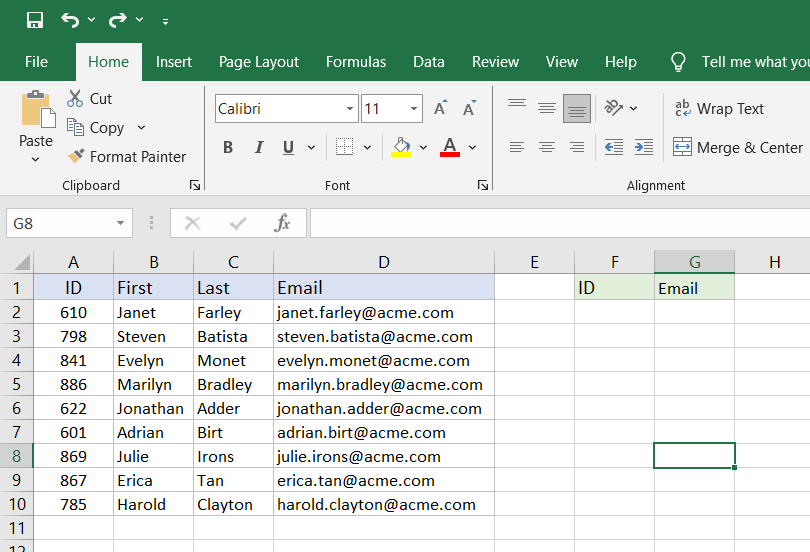 File Home Insert Page Layout Formulas Data Review View Help Tell me what you
Cut
Copy
Format Painter
Paste
Clipboard
Calibri 11
B I U A
Font
ab Wrap Text
Merge & Center
Alignment
G8 fx
A B C D E F G H
1 ID First Last Email ID Email
2 610 Janet Farley janet.farley@acme.com
3 798 Steven Batista steven.batista@acme.com
4 841 Evelyn Monet evelyn.monet@acme.com
5 886 Marilyn Bradley marilyn.bradley@acme.com
6 622 Jonathan Adder jonathan.adder@acme.com
7 601 Adrian Birt adrian.birt@acme.com
8 869 Julie Irons julie.irons@acme.com
9 867 Erica Tan erica.tan@acme.com
10 785 Harold Clayton harold.clayton@acme.com
11
12